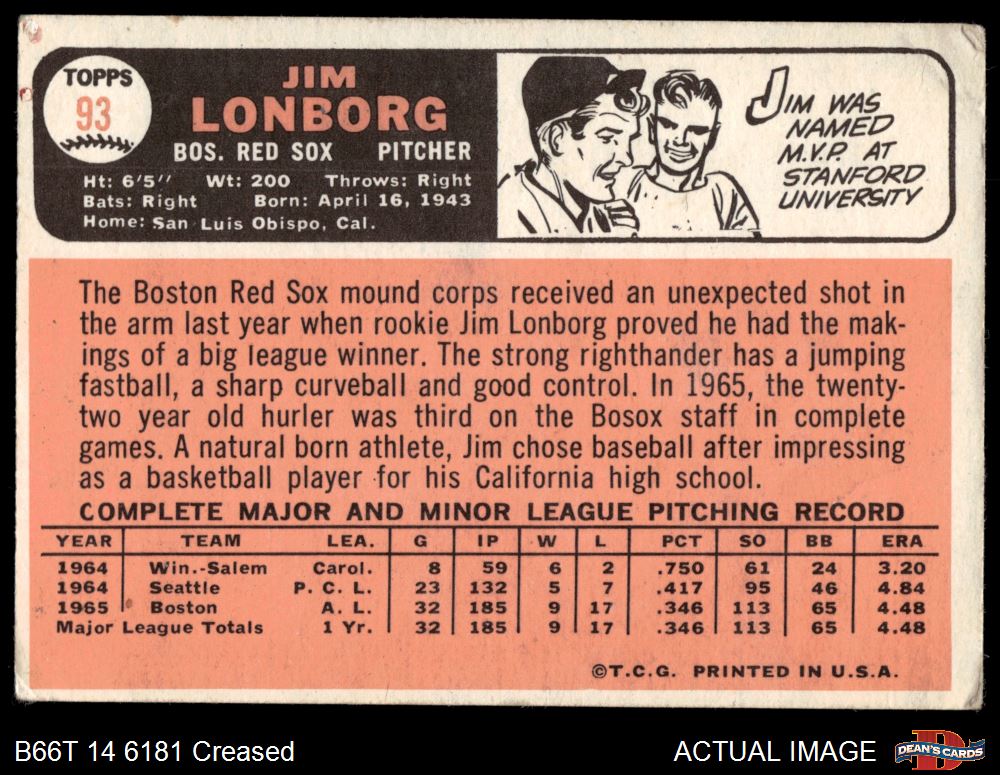 TOPPS
93
JIM
LONBORG
BOS. RED SOX PITCHER
Ht: 6'5" Wt: 200 Throws: Right
Bats: Right Born: April 16, 1943
Home: San Luis Obispo, Cal.
JIM WAS
NAMED
M.V.P. AT
STANFORD
UNIVERSITY
The Boston Red Sox mound corps received an unexpected shot in
the arm last year when rookie Jim Lonborg proved he had the mak-
ings of a big league winner. The strong righthander has a jumping
fastball, a sharp curveball and good control. In 1965, the twenty-
two year old hurler was third on the Bosox staff in complete
games. A natural born athlete, Jim chose baseball after impressing
as a basketball player for his California high school.
COMPLETE MAJOR AND MINOR LEAGUE PITCHING RECORD
YEAR TEAM LEA. G IP W L PCT SO BB ERA
1964 Win.-Salem Carol. 8 59 6 2 .750 61 24 3.20
1964 Seattle P. C. L. 23 132 5 7 .417 95 46 4.84
1965 Boston A. L. 32 185 9 17 .346 113 65 4.48
Major League Totals 1 Yr. 32 185 9 17 .346 113 65 4.48
©T.C.G. PRINTED IN U.S.A.
B66T 14 6181 Creased
ACTUAL IMAGE
DEAN'S CARDS